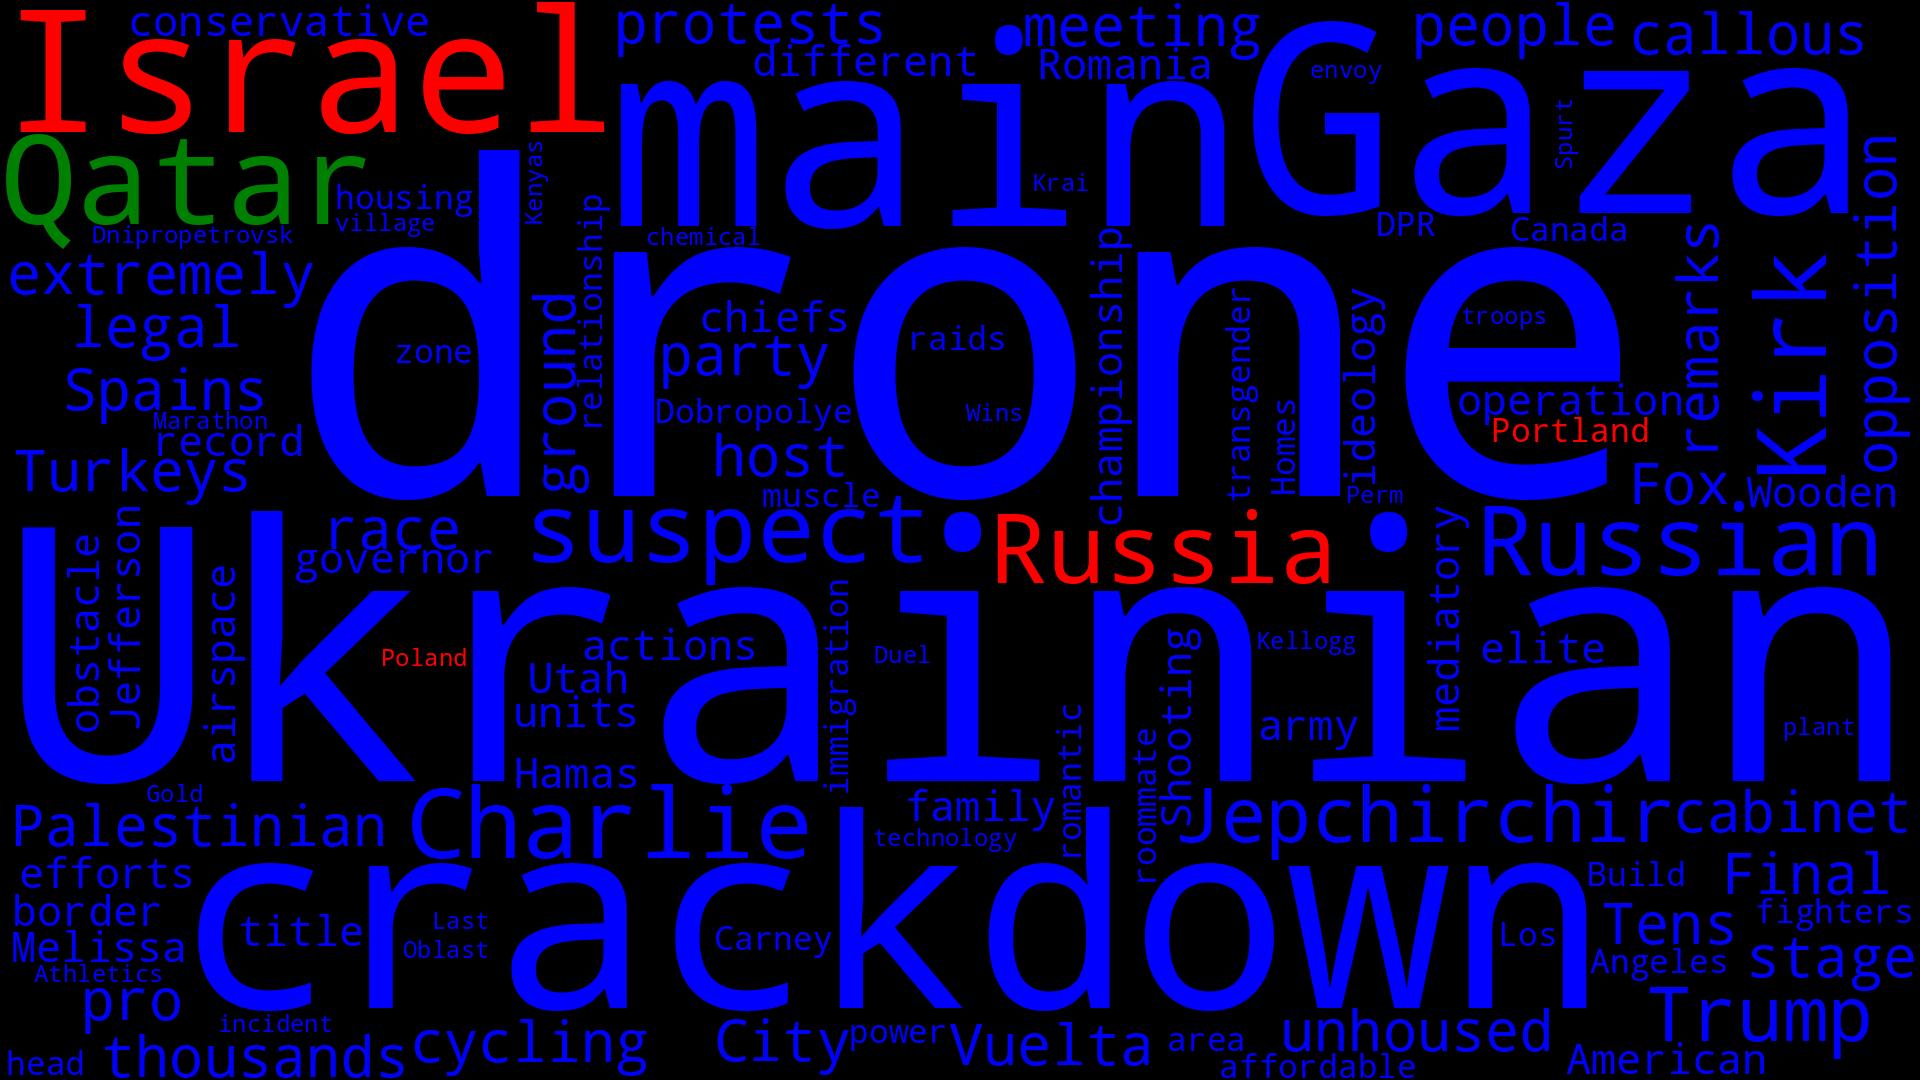 Israel
conservative
protests
different
meeting
Romania
envoy
people
callous
main
Gaza
Spurt
Qatar
housing
village
Kenyas
Krai
Dnipropetrovsk
relationship
chemical
DPR
Canada
opposition
extremely
drone
legal
zone
ground
chiefs
party
raids
championship
transgender
ideology
troops
remarks
Kirk
Spains
Marathon
record
Dobropolye
Wins
Homes
operation
Portland
Turkeys
host
muscle
Perm
Fox
Wooden
race
governor
suspect
Russia
Russian
Ukrainian
obstacle
Jefferson
airspace
Poland
actions
Utah
units
immigration
Duel
Shooting
Kellogg
mediatory
elite
army
plant
Hamas
romantic
roommate
Gold
Palestinian
Charlie
family
technology
Jepchirchir
cabinet
efforts
crackdown
Build
Final
border
title
Last
Oblast
Carney
Los
Tens
fighters
Melissa
Athletics
Angeles
stage
pro
incident
Trump
head
thousands
cycling
City
power
Vuelta
area
unhoused
affordable
American